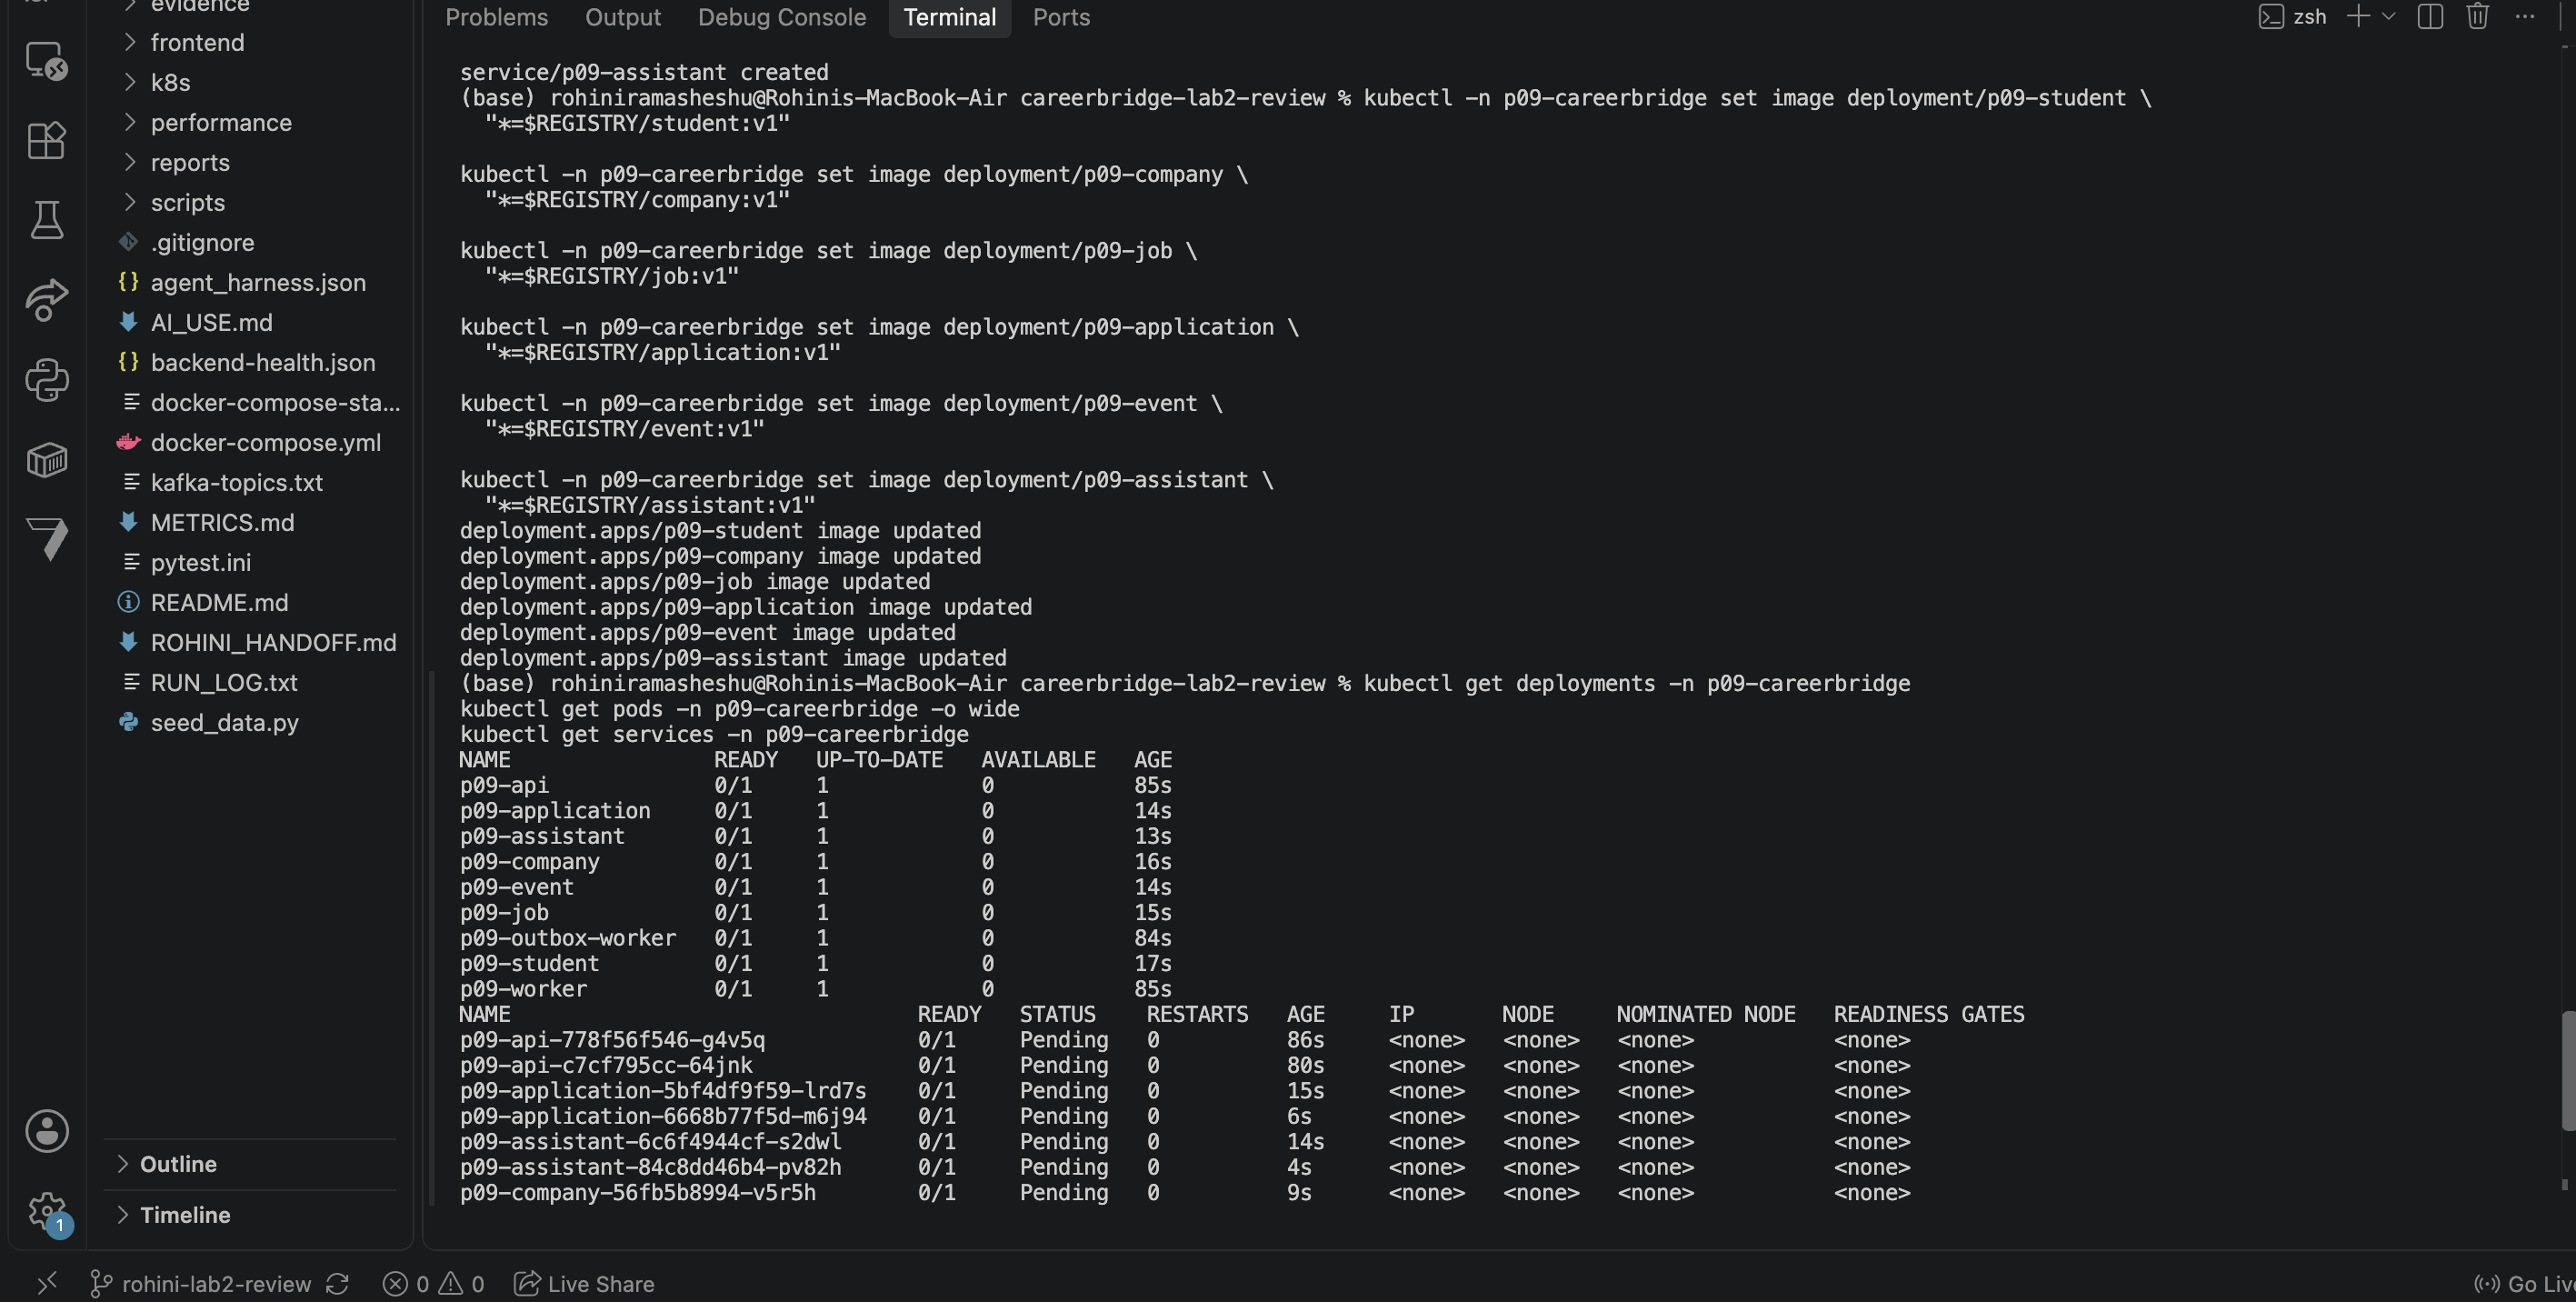 evidence
frontend
k8s
performance
reports
scripts
.gitignore
agent_harness.json
AI_USE.md
backend-health.json
docker-compose-sta...
docker-compose.yml
kafka-topics.txt
METRICS.md
pytest.ini
README.md
ROHINI_HANDOFF.md
RUN_LOG.txt
seed_data.py
Outline
Timeline
1
Problems Output Debug Console Terminal Ports
zsh
service/p09-assistant created
(base) rohiniramasheshu@Rohinis-MacBook-Air careerbridge-lab2-review % kubectl -n p09-careerbridge set image deployment/p09-student \
"*=$REGISTRY/student:v1"
kubectl -n p09-careerbridge set image deployment/p09-company \
"*=$REGISTRY/company:v1"
kubectl -n p09-careerbridge set image deployment/p09-job \
"*=$REGISTRY/job:v1"
kubectl -n p09-careerbridge set image deployment/p09-application \
"*=$REGISTRY/application:v1"
kubectl -n p09-careerbridge set image deployment/p09-event \
"*=$REGISTRY/event:v1"
kubectl -n p09-careerbridge set image deployment/p09-assistant \
"*=$REGISTRY/assistant:v1"
deployment.apps/p09-student image updated
deployment.apps/p09-company image updated
deployment.apps/p09-job image updated
deployment.apps/p09-application image updated
deployment.apps/p09-event image updated
deployment.apps/p09-assistant image updated
(base) rohiniramasheshu@Rohinis-MacBook-Air careerbridge-lab2-review % kubectl get deployments -n p09-careerbridge
kubectl get pods -n p09-careerbridge -o wide
kubectl get services -n p09-careerbridge
NAME READY UP-TO-DATE AVAILABLE AGE
p09-api 0/1 1 0 85s
p09-application 0/1 1 0 14s
p09-assistant 0/1 1 0 13s
p09-company 0/1 1 0 16s
p09-event 0/1 1 0 14s
p09-job 0/1 1 0 15s
p09-outbox-worker 0/1 1 0 84s
p09-student 0/1 1 0 17s
p09-worker 0/1 1 0 85s
NAME READY STATUS RESTARTS AGE IP NODE NOMINATED NODE READINESS GATES
p09-api-778f56f546-g4v5q 0/1 Pending 0 86s <none> <none> <none> <none>
p09-api-c7cf795cc-64jnk 0/1 Pending 0 80s <none> <none> <none> <none>
p09-application-5bf4df9f59-lrd7s 0/1 Pending 0 15s <none> <none> <none> <none>
p09-application-6668b77f5d-m6j94 0/1 Pending 0 6s <none> <none> <none> <none>
p09-assistant-6c6f4944cf-s2dwl 0/1 Pending 0 14s <none> <none> <none> <none>
p09-assistant-84c8dd46b4-pv82h 0/1 Pending 0 4s <none> <none> <none> <none>
p09-company-56fb5b8994-v5r5h 0/1 Pending 0 9s <none> <none> <none> <none>
rohini-lab2-review 0 0 Live Share Go Live